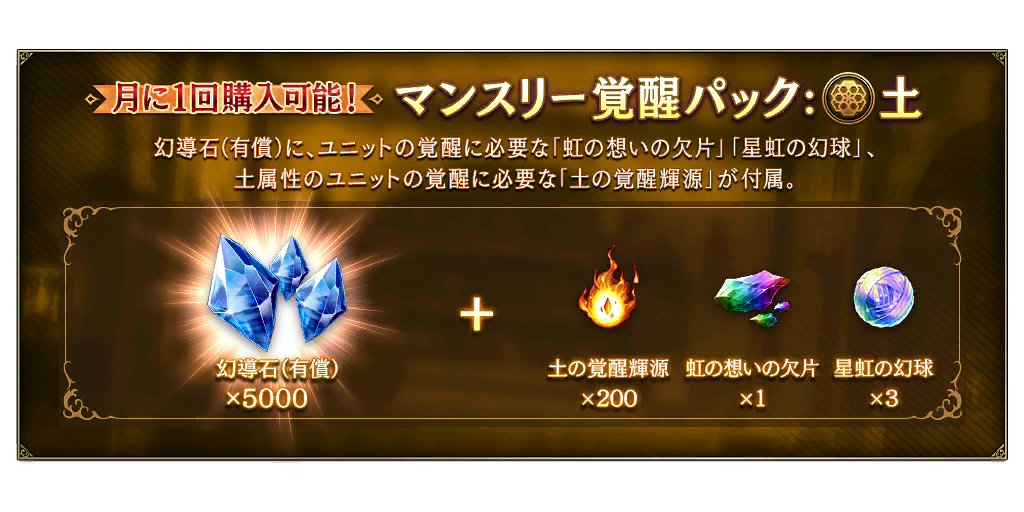 月に1回購入可能! マンスリー覚醒パック:土
幻導石(有償)に、ユニットの覚醒に必要な「虹の想いの欠片」「星虹の幻球」、
土属性のユニットの覚醒に必要な「土の覚醒輝源」が付属。
+
幻導石(有償) 土の覚醒輝源 虹の想いの欠片 星虹の幻球
×5000 ×200 ×1 ×3